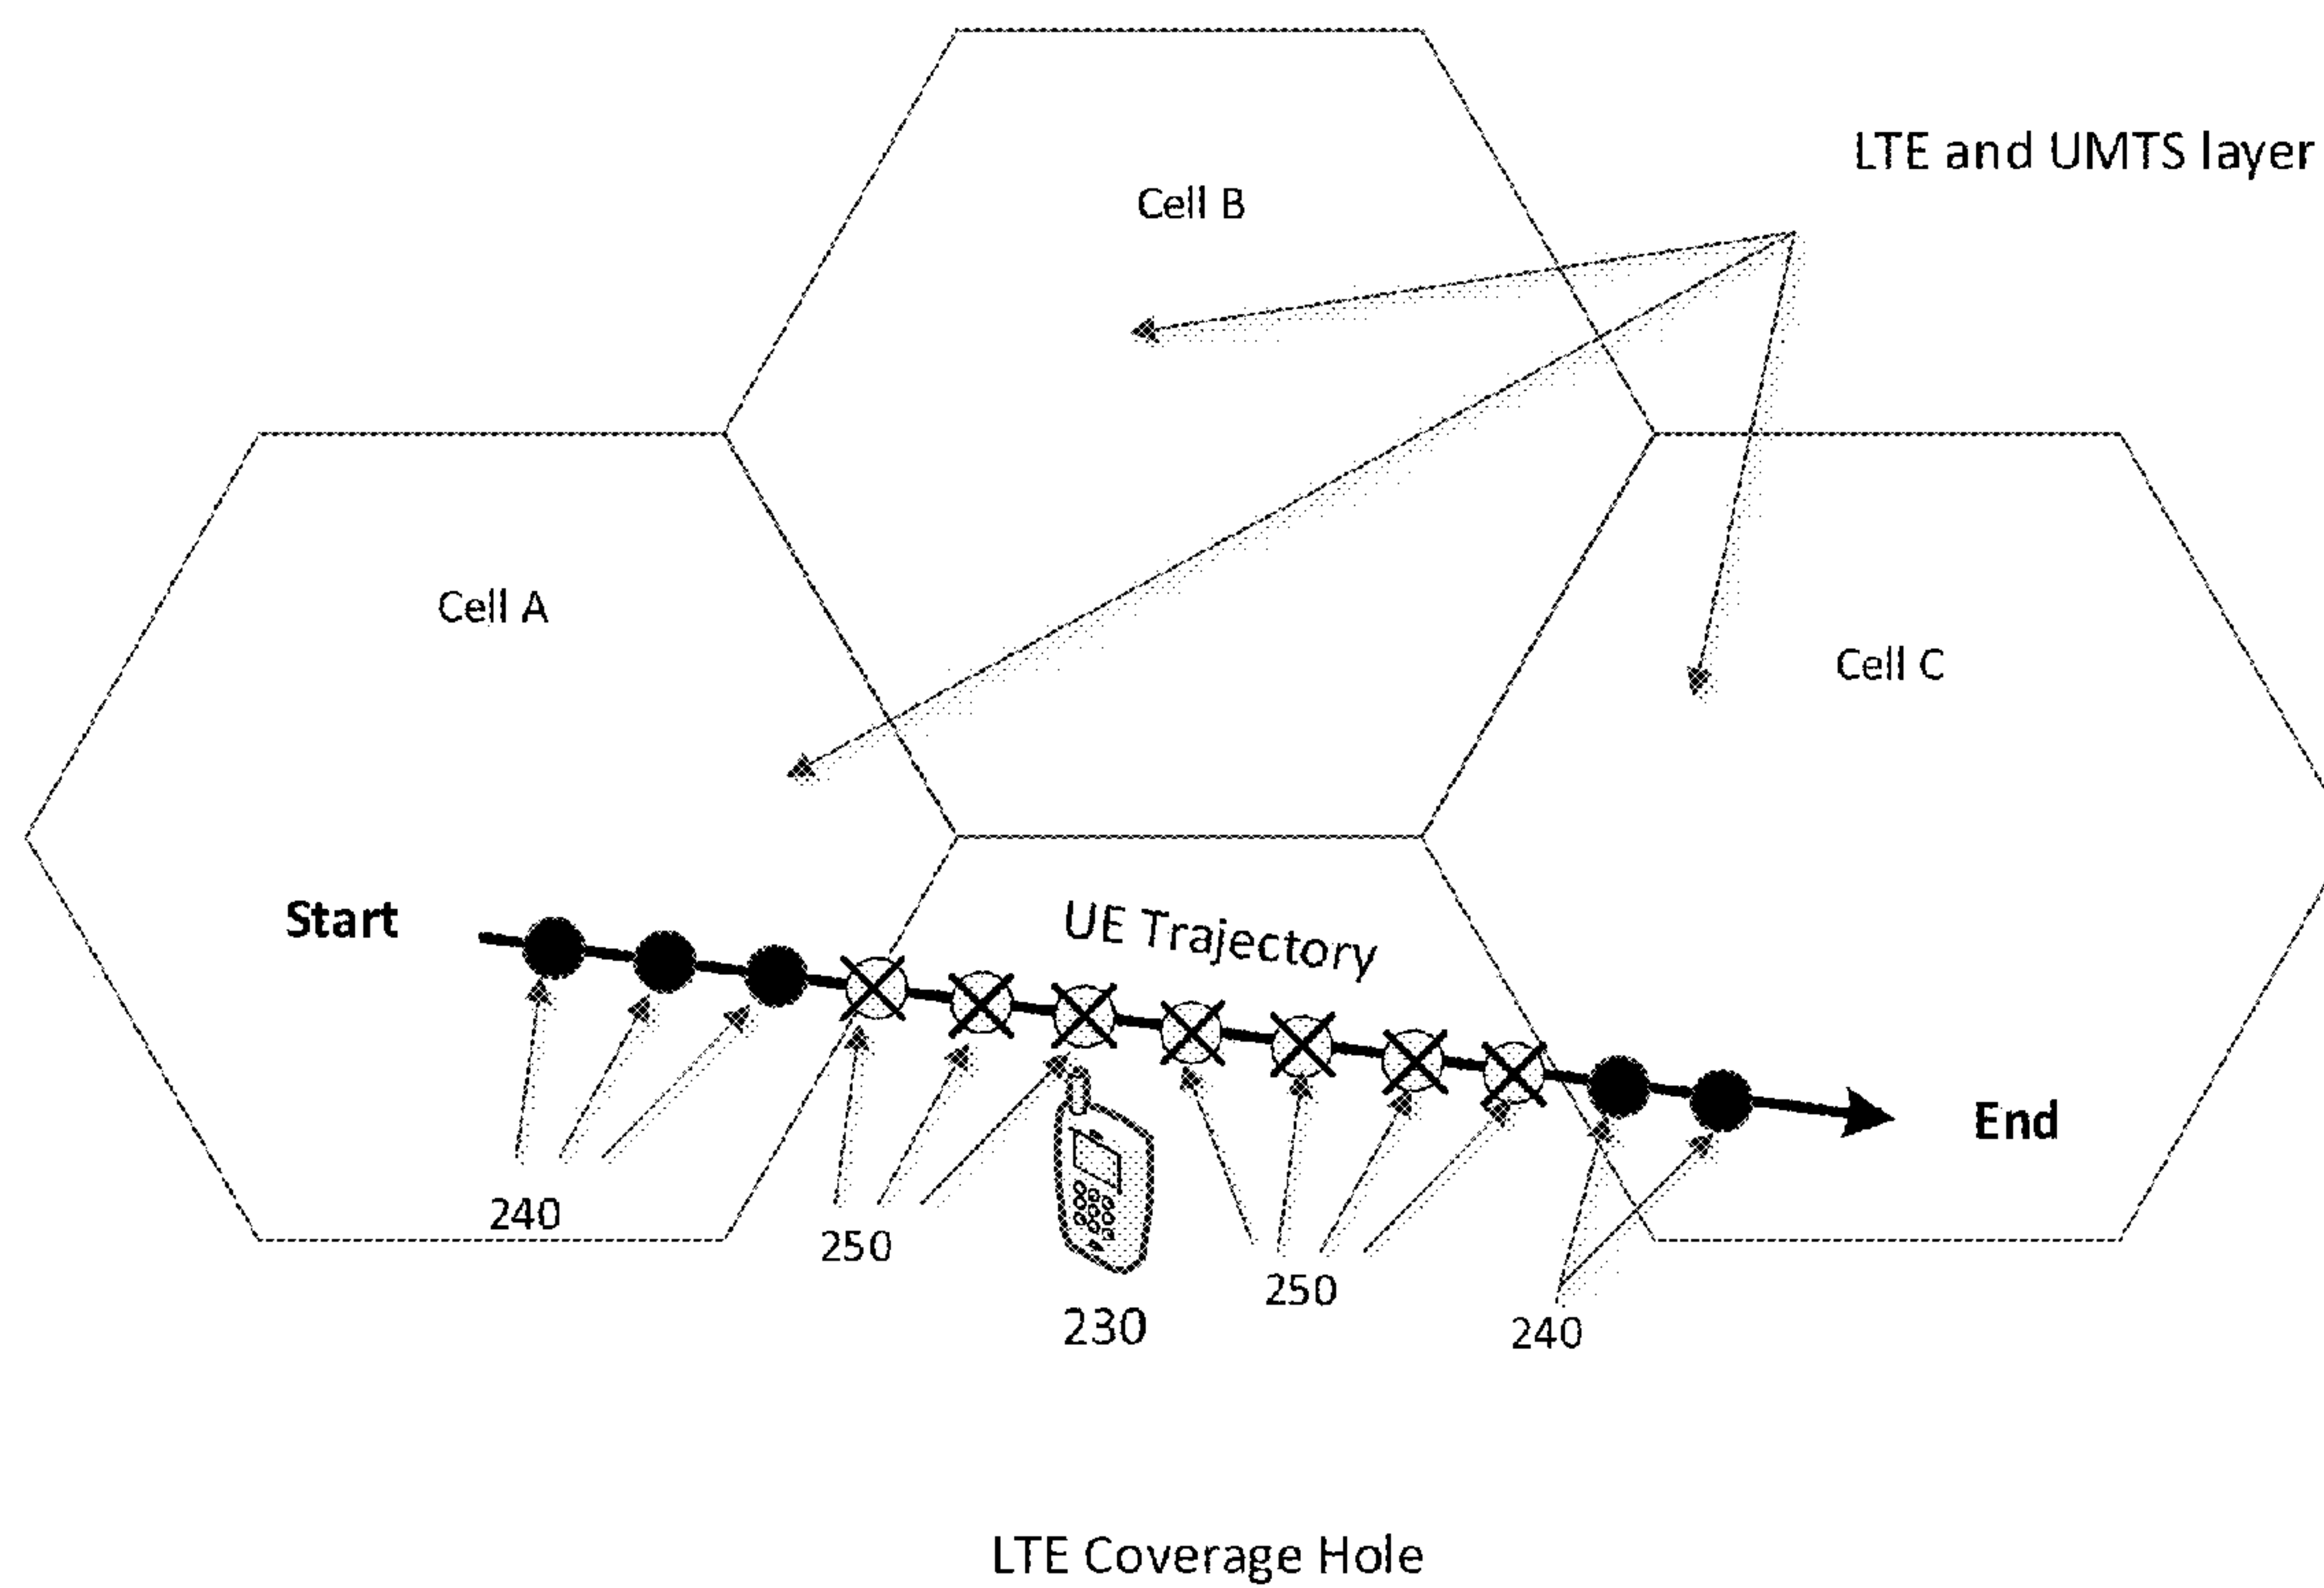 LTE and UMTS layer
Cell B
Cell A
Cell C
Start
UE Trajectory
End
240
250
250
230
240
LTE Coverage Hole